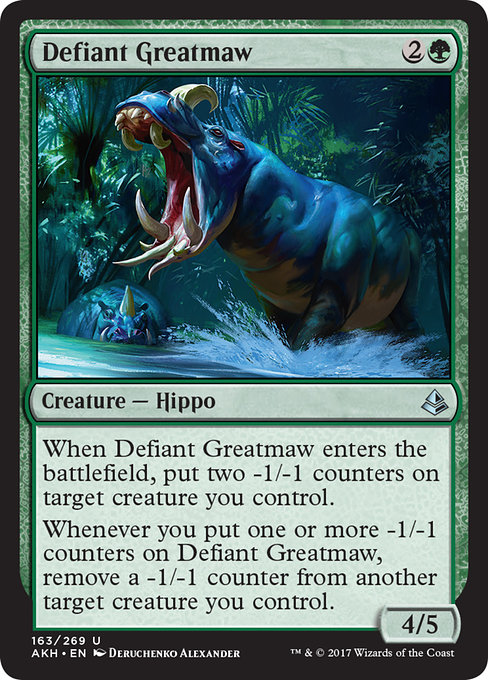 Defiant Greatmaw 2
Creature — Hippo
When Defiant Greatmaw enters the
battlefield, put two -1/-1 counters on
target creature you control.
Whenever you put one or more -1/-1
counters on Defiant Greatmaw,
remove a -1/-1 counter from another
target creature you control.
4/5
163/269 U
AKH • EN Deruchenko Alexander
™ & © 2017 Wizards of the Coast